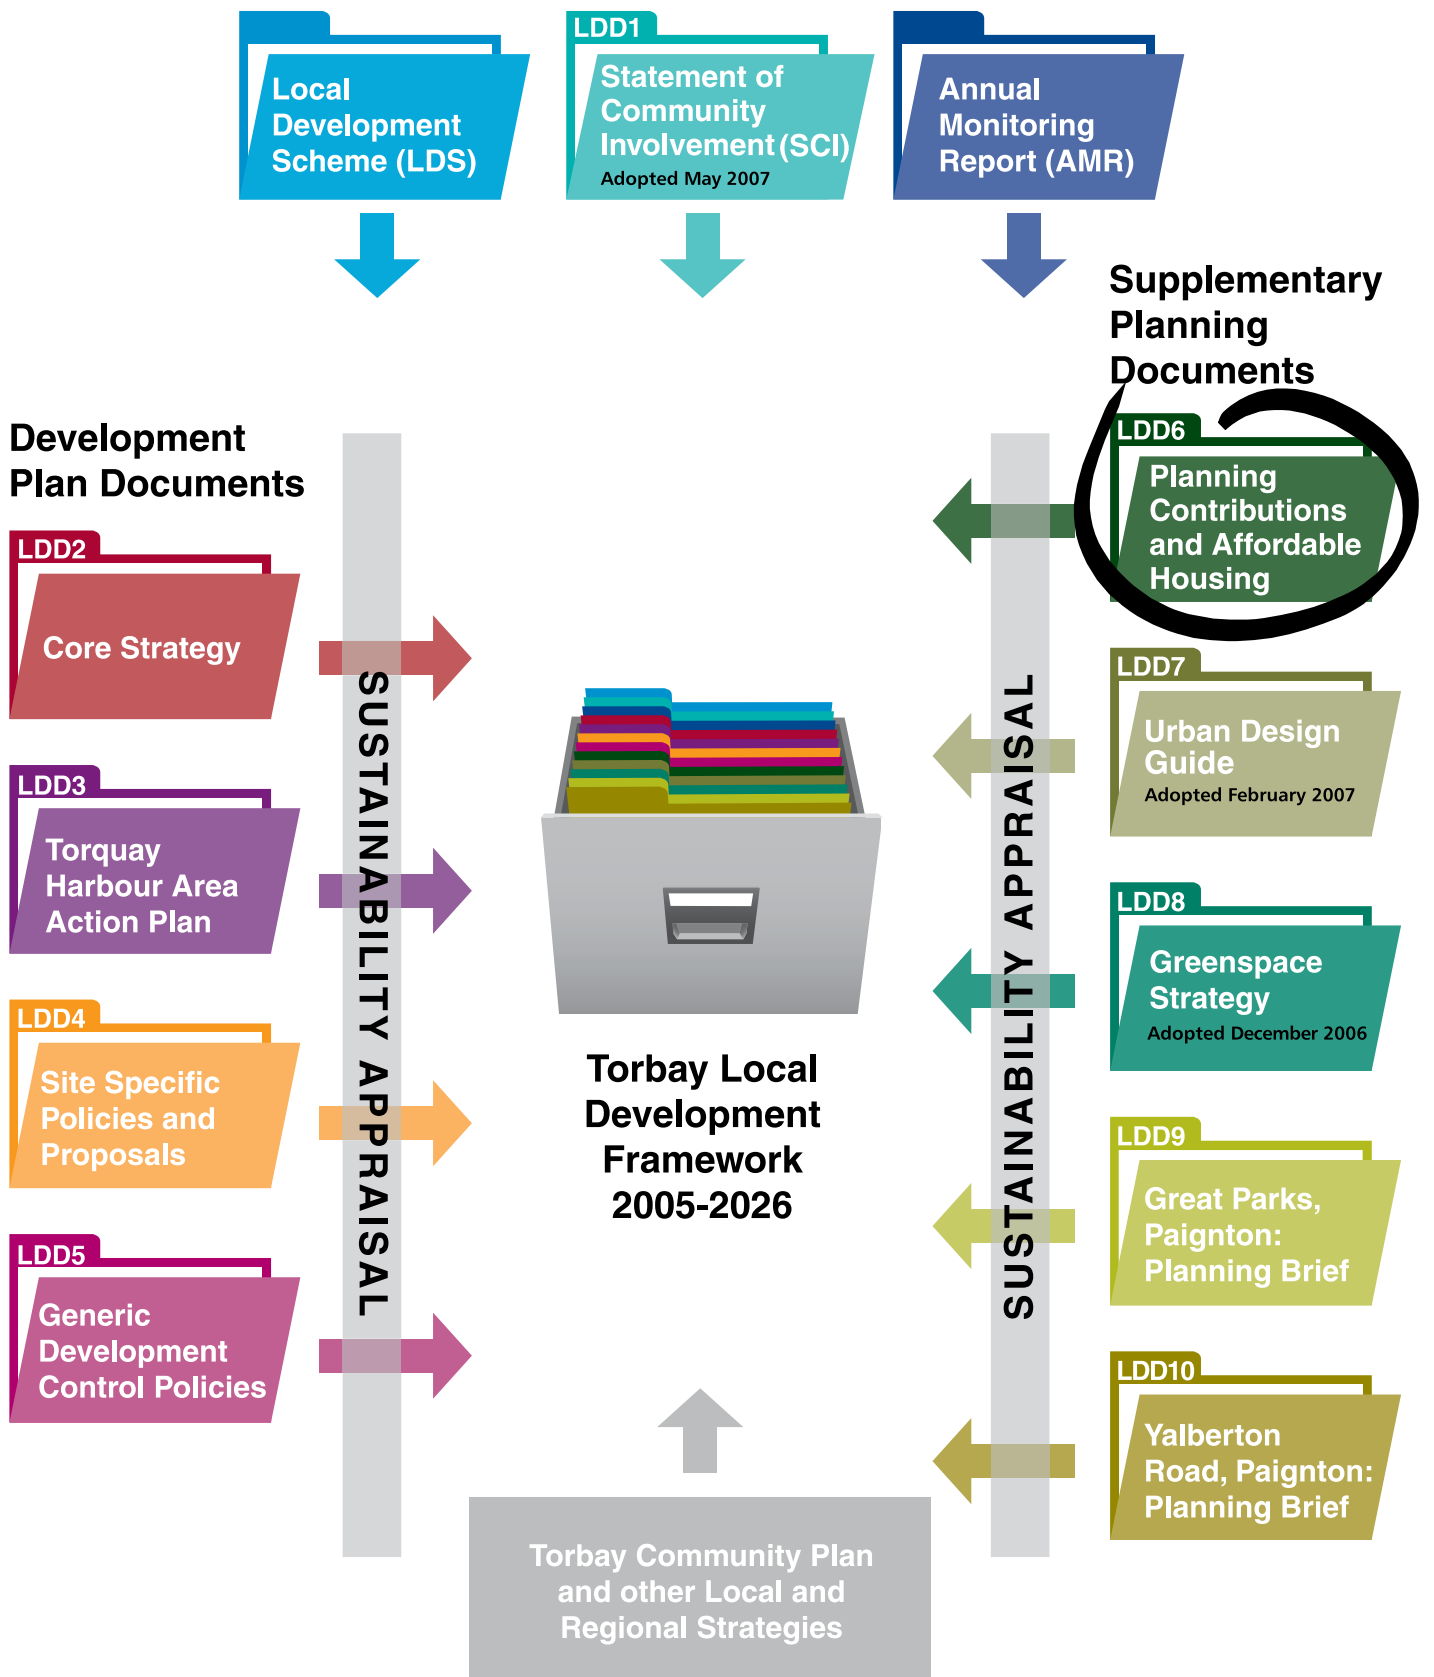 Local
Development
Scheme (LDS)
LDD1
Statement of
Community
Involvement (SCI)
Adopted May 2007
Annual
Monitoring
Report (AMR)
Development
Plan Documents
LDD2
Core Strategy
LDD3
Torquay
Harbour Area
Action Plan
LDD4
Site Specific
Policies and
Proposals
LDD5
Generic
Development
Control Policies
SUSTAINABILITY APPRAISAL
Torbay Local
Development
Framework
2005-2026
Torbay Community Plan
and other Local and
Regional Strategies
SUSTAINABILITY APPRAISAL
Supplementary
Planning
Documents
LDD6
Planning
Contributions
and Affordable
Housing
LDD7
Urban Design
Guide
Adopted February 2007
LDD8
Greenspace
Strategy
Adopted December 2006
LDD9
Great Parks,
Paignton:
Planning Brief
LDD10
Yalberton
Road, Paignton:
Planning Brief